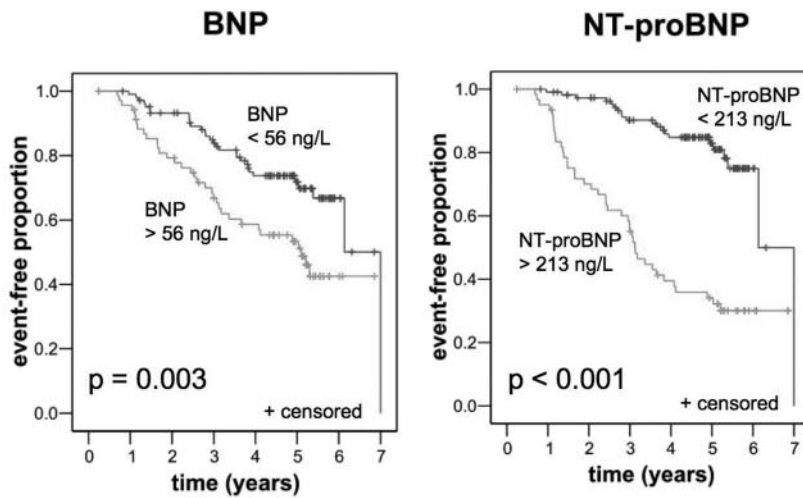 BNP
event-free proportion
1.0
0.8
0.6
0.4
0.2
0.0
BNP
< 56 ng/L
BNP
> 56 ng/L
p = 0.003
+ censored
0 1 2 3 4 5 6 7
time (years)
NT-proBNP
event-free proportion
1.0
0.8
0.6
0.4
0.2
0.0
NT-proBNP
< 213 ng/L
NT-proBNP
> 213 ng/L
p < 0.001
+ censored
0 1 2 3 4 5 6 7
time (years)